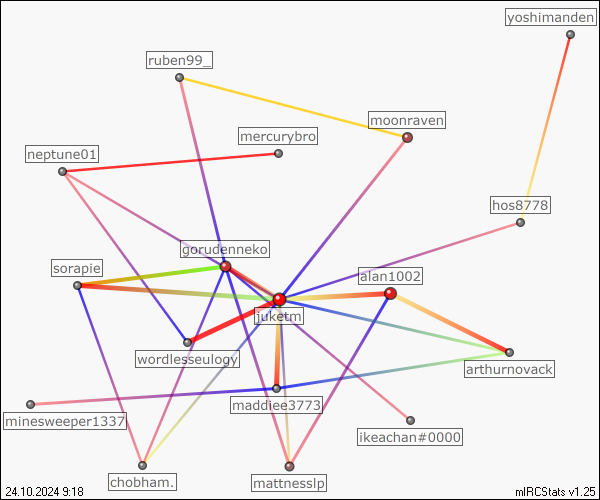 yoshimanden
ruben99_
moonraven
mercurybro
neptune01
hos8778
gorudenneko
sorapie
alan1002
juketm
wordlesseulogy
arthurnovack
maddiee3773
minesweeper1337
ikeachan#0000
chobham.
mattnesslp
24.10.2024 9:18
mIRCStats v1.25